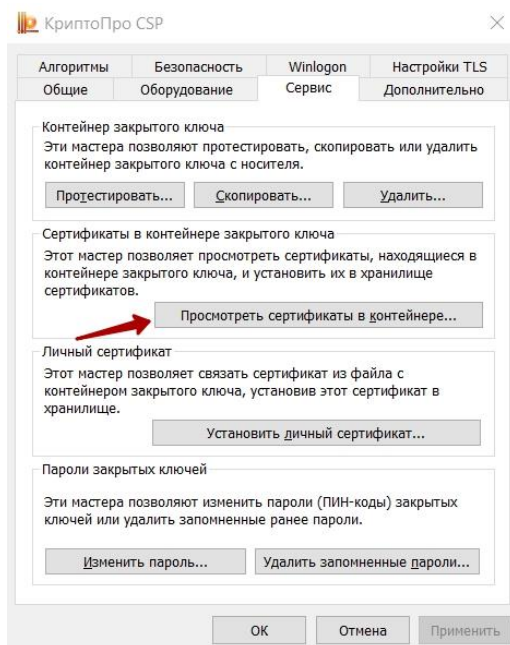 КриптоПро CSP
Алгоритмы Безопасность Winlogon Настройки TLS
Общие Оборудование Сервис Дополнительно
Контейнер закрытого ключа
Эти мастера позволяют протестировать, скопировать или удалить
контейнер закрытого ключа с носителя.
Протестировать... Скопировать... Удалить...
Сертификаты в контейнере закрытого ключа
Этот мастер позволяет просмотреть сертификаты, находящиеся в
контейнере закрытого ключа, и установить их в хранилище
сертификатов.
Просмотреть сертификаты в контейнере...
Личный сертификат
Этот мастер позволяет связать сертификат из файла с
контейнером закрытого ключа, установив этот сертификат в
хранилище.
Установить личный сертификат...
Пароли закрытых ключей
Эти мастера позволяют изменить пароли (ПИН-коды) закрытых
ключей или удалить запомненные ранее пароли.
Изменить пароль... Удалить запомненные пароли...
ОК Отмена Применить